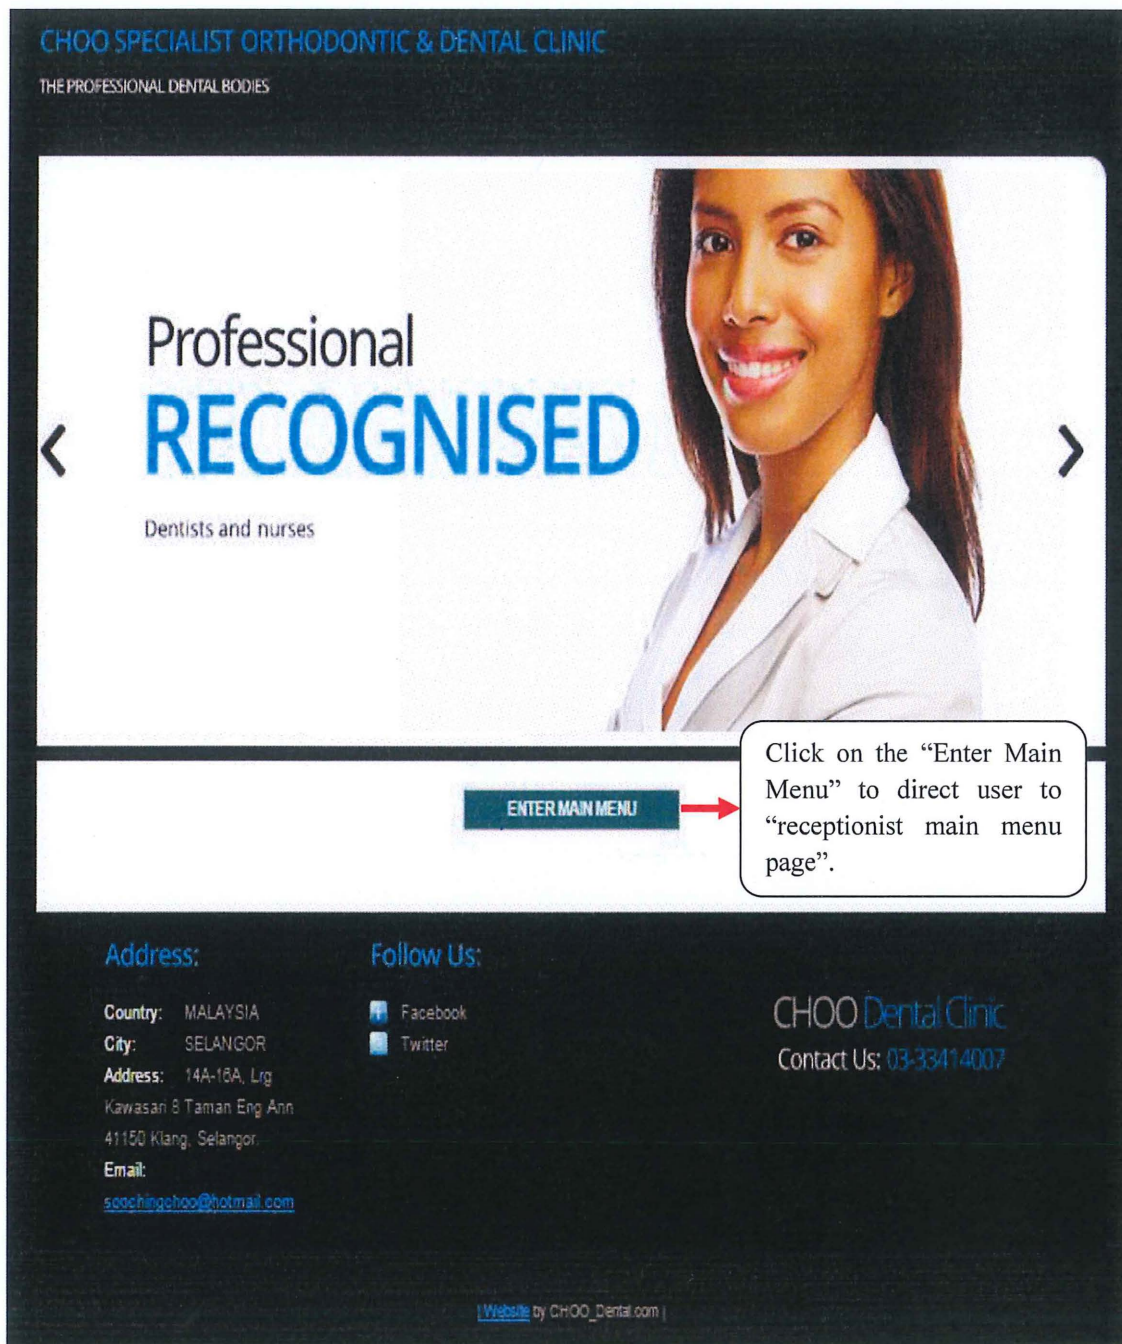 CHOO SPECIALIST ORTHODONTIC & DENTAL CLINIC
THE PROFESSIONAL DENTAL BODIES
Professional
RECOGNISED
Dentists and nurses
ENTER MAIN MENU
Click on the “Enter Main
Menu” to direct user to
“receptionist main menu
page”.
Address:
Country: MALAYSIA
City: SELANGOR
Address: 14A-16A, Lrg
Kawasari 8 Taman Eng Ann
41150 Klang, Selangor.
Email:
soochingchoo@hotmail.com
Follow Us:
Facebook
Twitter
CHOO Dental Clinic
Contact Us: 03-33414007
| Website by CHOO_Dental.com |